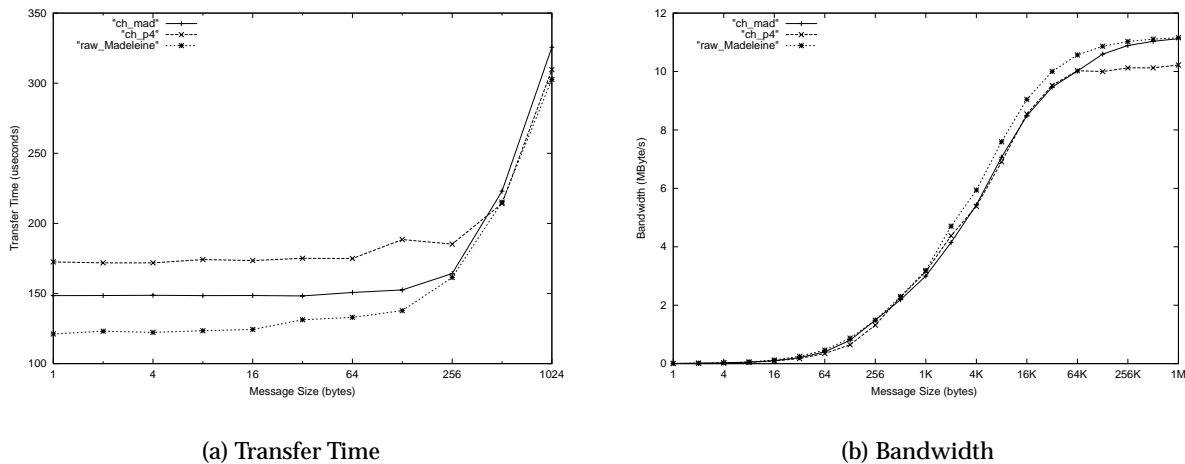 350
300
250
200
150
100
1
4
16
64
256
1024
Transfer Time (useconds)
Message Size (bytes)
"ch_mad"
"ch_p4"
"raw_Madeleine"
(a) Transfer Time
12
10
8
6
4
2
0
1
4
16
64
256
1K
4K
16K
64K
256K
1M
Bandwidth (MByte/s)
Message Size (bytes)
"ch_mad"
"ch_p4"
"raw_Madeleine"
(b) Bandwidth